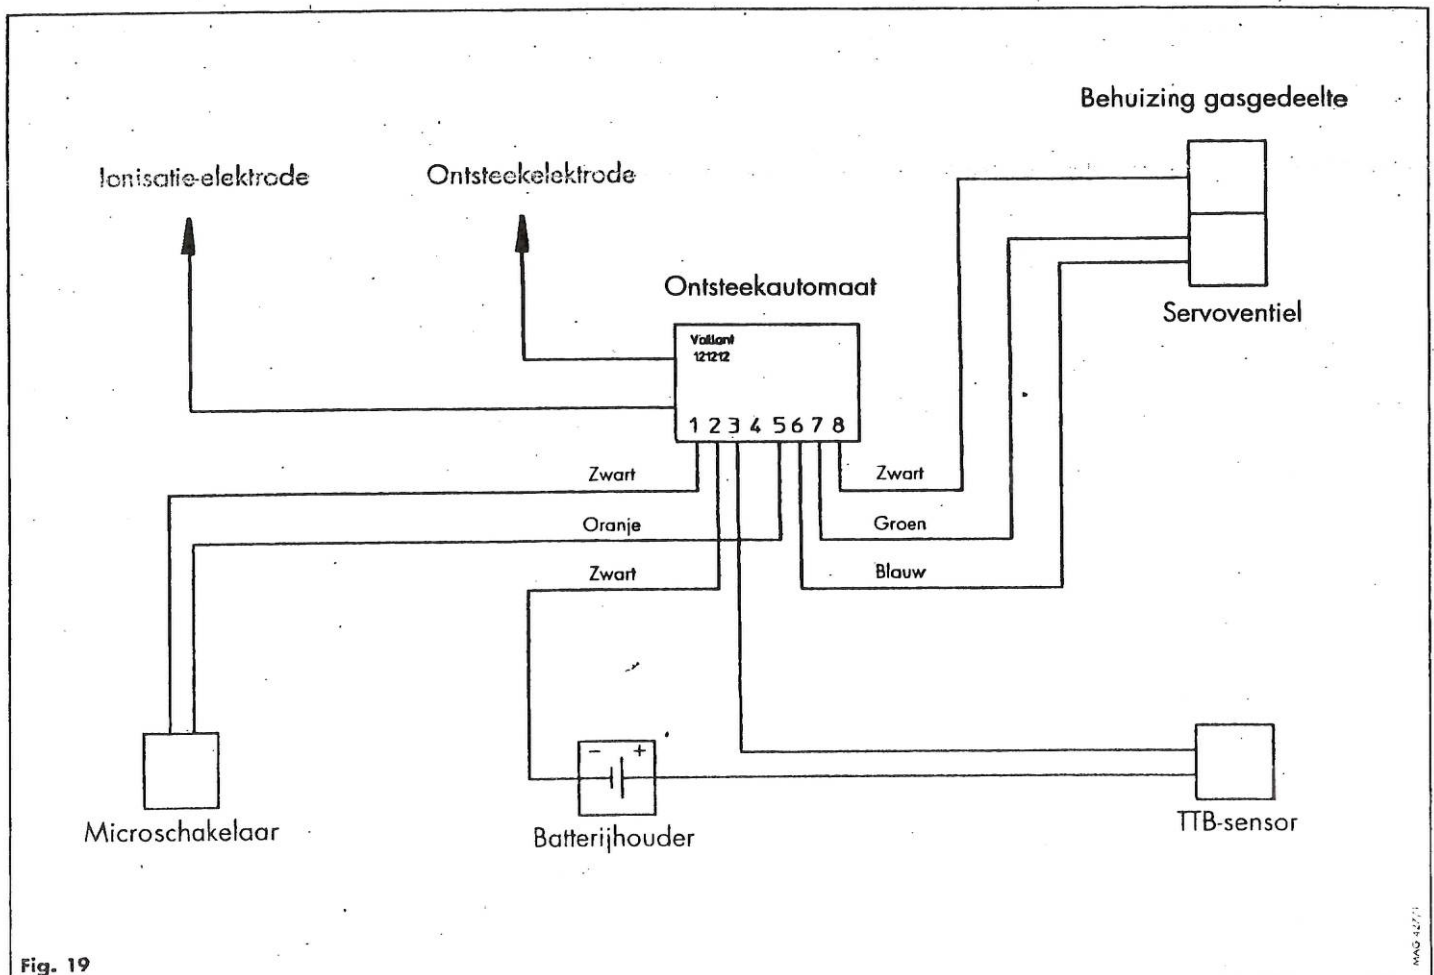 Behuizing gasgedeelte
Ionisatie-elektrode
Ontsteekelektrode
Ontsteekautomaat
Servoventiel
Vaillant
121212
1 2 3 4 5 6 7 8
Zwart
Zwart
Oranje
Groen
Zwart
Blauw
- +
Microschakelaar
Batterijhouder
TTB-sensor
Fig. 19
MAG